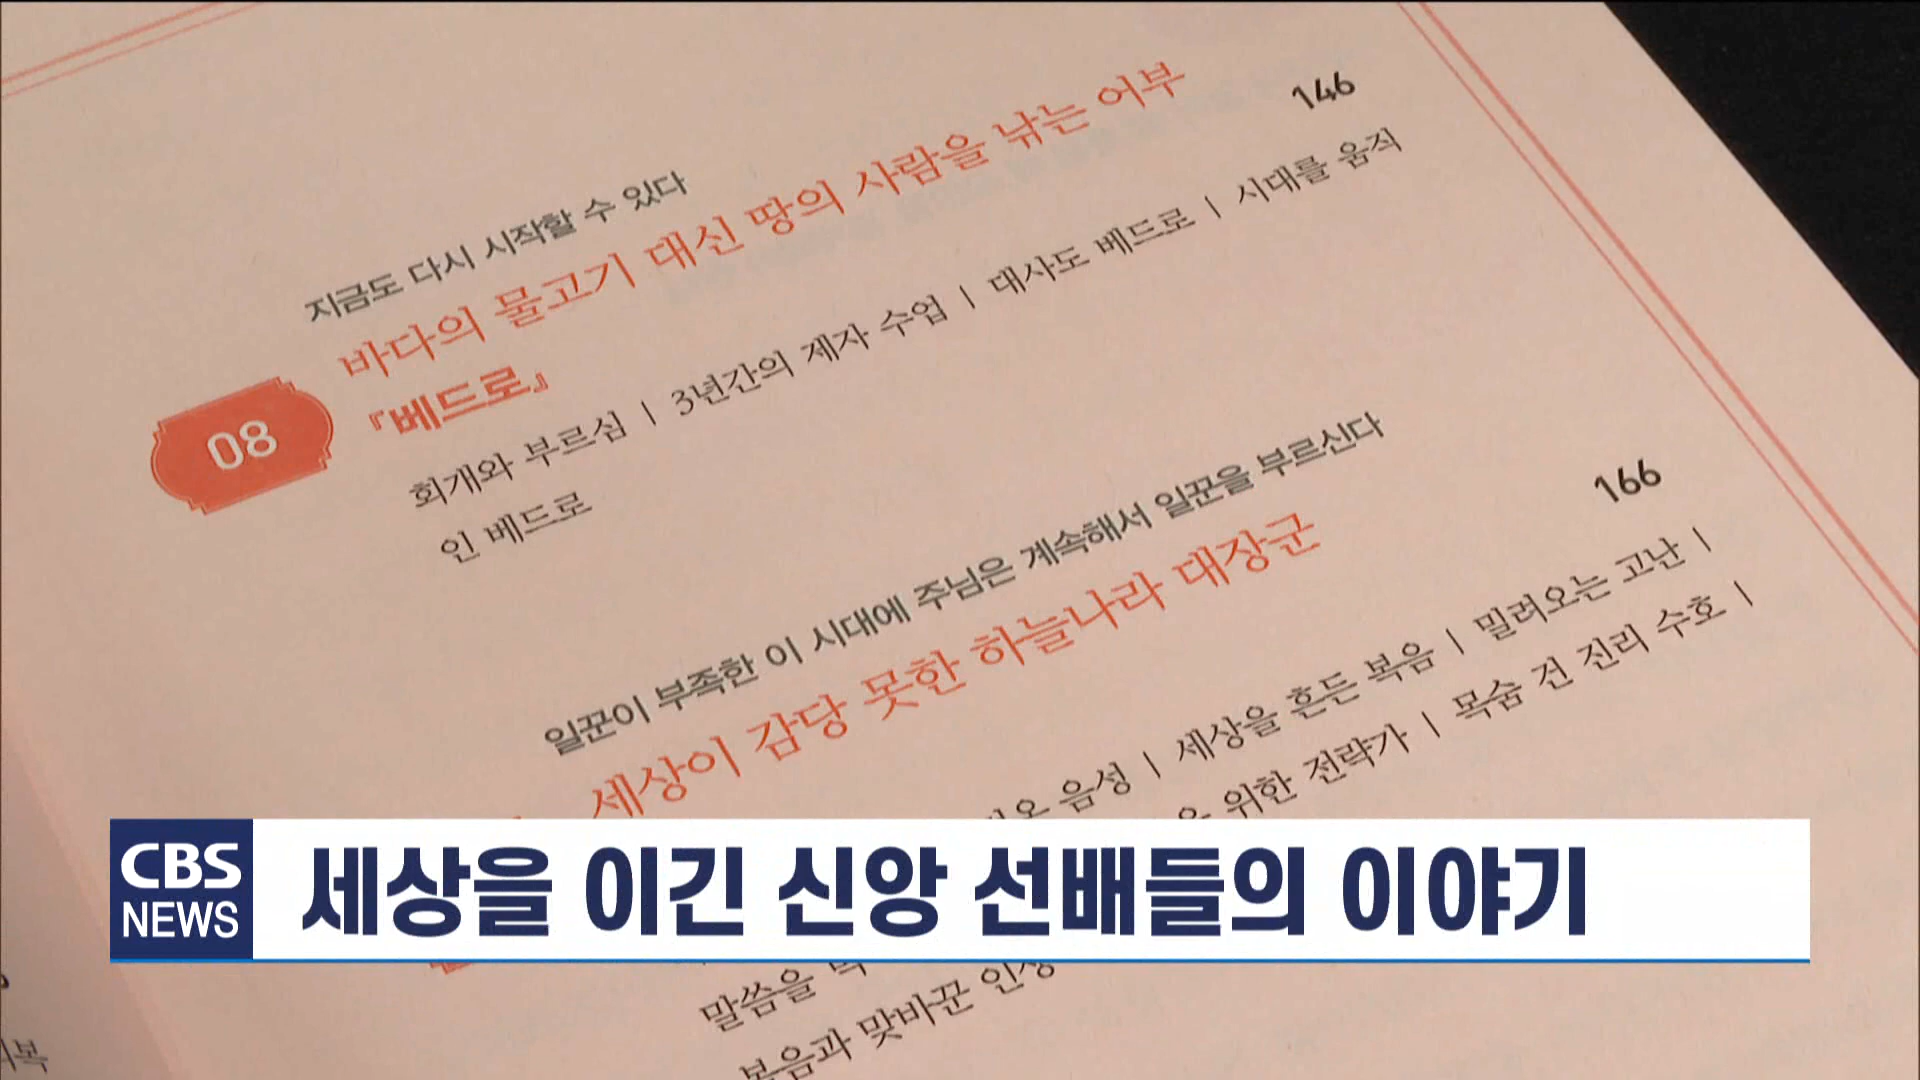 146
지금도 다시 시작할 수 있다
바다의 물고기 대신 땅의 사람을 낚는 어부
『베드로』
08
회개와 부르심 | 3년간의 제자 수업 | 대사도 베드로 | 시대를 움직
인 베드로
166
일꾼이 부족한 이 시대에 주님은 계속해서 일꾼을 부르신다
세상이 감당 못한 하늘나라 대장군
음성 | 세상을 흔든 복음 | 밀려오는 고난 |
위한 전략가 | 목숨 건 진리 수호 |
말씀을
복음과 맞바꾼 인생
CBS
NEWS
세상을 이긴 신앙 선배들의 이야기